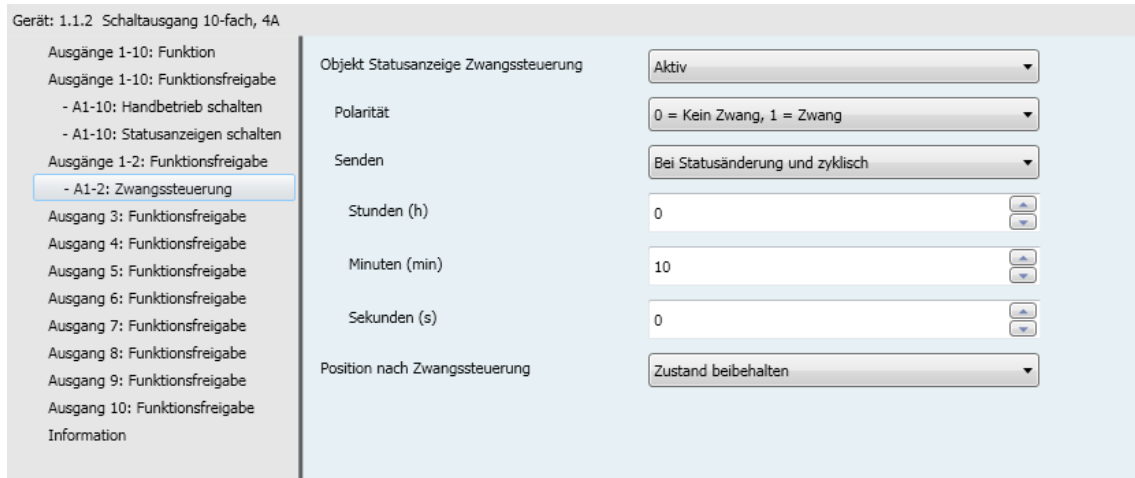 Gerät: 1.1.2 Schaltausgang 10-fach, 4A
Ausgänge 1-10: Funktion
Ausgänge 1-10: Funktionsfreigabe
- A1-10: Handbetrieb schalten
- A1-10: Statusanzeigen schalten
Ausgänge 1-2: Funktionsfreigabe
- A1-2: Zwangssteuerung
Ausgang 3: Funktionsfreigabe
Ausgang 4: Funktionsfreigabe
Ausgang 5: Funktionsfreigabe
Ausgang 6: Funktionsfreigabe
Ausgang 7: Funktionsfreigabe
Ausgang 8: Funktionsfreigabe
Ausgang 9: Funktionsfreigabe
Ausgang 10: Funktionsfreigabe
Information
Objekt Statusanzeige Zwangssteuerung Aktiv
Polarität 0 = Kein Zwang, 1 = Zwang
Senden Bei Statusänderung und zyklisch
Stunden (h) 0
Minuten (min) 10
Sekunden (s) 0
Position nach Zwangssteuerung Zustand beibehalten